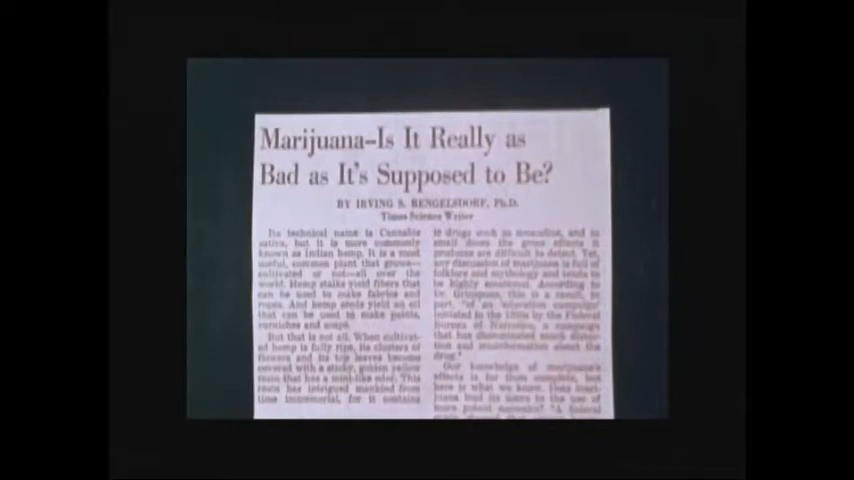 Marijuana–Is It Really as
Bad as It's Supposed to Be?
BY IRVING S. BENGELSDORF, Ph.D.
Times Science Writer
Its technical name is Cannabis
sativa, but it is more commonly
known as Indian hemp. It is a most
useful, common plant that grows—
cultivated or not—all over the
world. Hemp stalks yield fibers that
can be used to make fabrics and
ropes. And hemp seeds yield an oil
that can be used to make paints,
varnishes and soaps.
But that is not all. When cultivat-
ed hemp is fully ripe, its clusters of
flowers and its top leaves become
covered with a sticky, golden yellow
resin that has a mint-like odor. This
resin has intrigued mankind from
time immemorial, for it contains
le drugs such as mescaline, and so
small doses the gross effects it
produces are difficult to detect. Yet,
any discussion of marijuana is full of
folklore and mythology and tends to
be highly emotional. According to
Dr. this is a result, in
part, "of an 'education campaign'
initiated in the 1930s by the Federal
Bureau of Narcotics, a campaign
that has disseminated much distor-
tion and misinformation about the
drug."
Our knowledge of marijuana's
effects is far from complete, but
here is what we know. Does mari-
juana lead its users to the use of
more potent narcotics? "A federal